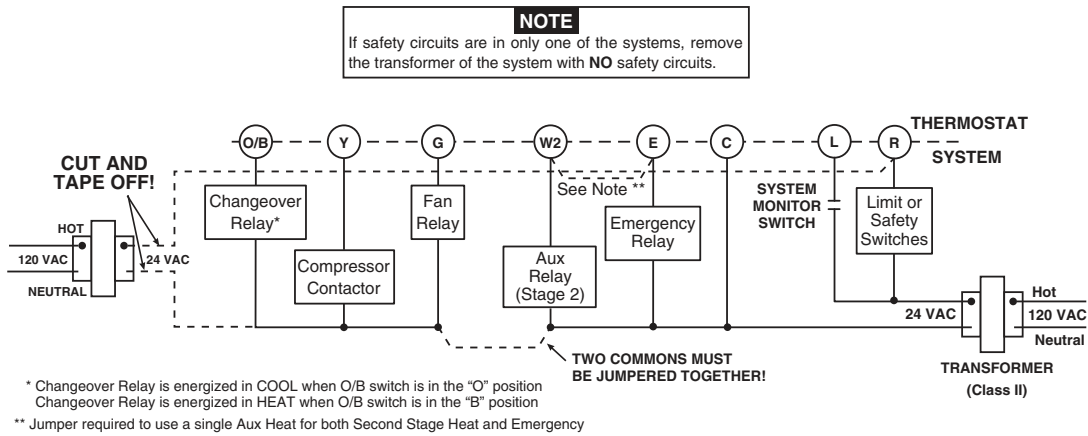 NOTE
If safety circuits are in only one of the systems, remove
the transformer of the system with NO safety circuits.
O/B
Y
G
W2
E
C
L
R
THERMOSTAT
SYSTEM
CUT AND
TAPE OFF!
See Note **
SYSTEM
MONITOR
SWITCH
Changeover
Relay*
Fan
Relay
Limit or
Safety
Switches
Emergency
Relay
HOT
120 VAC
24 VAC
NEUTRAL
Compressor
Contactor
Aux
Relay
(Stage 2)
Hot
24 VAC
120 VAC
Neutral
TWO COMMONS MUST
BE JUMPERED TOGETHER!
TRANSFORMER
(Class II)
* Changeover Relay is energized in COOL when O/B switch is in the “O” position
Changeover Relay is energized in HEAT when O/B switch is in the “B” position
** Jumper required to use a single Aux Heat for both Second Stage Heat and Emergency